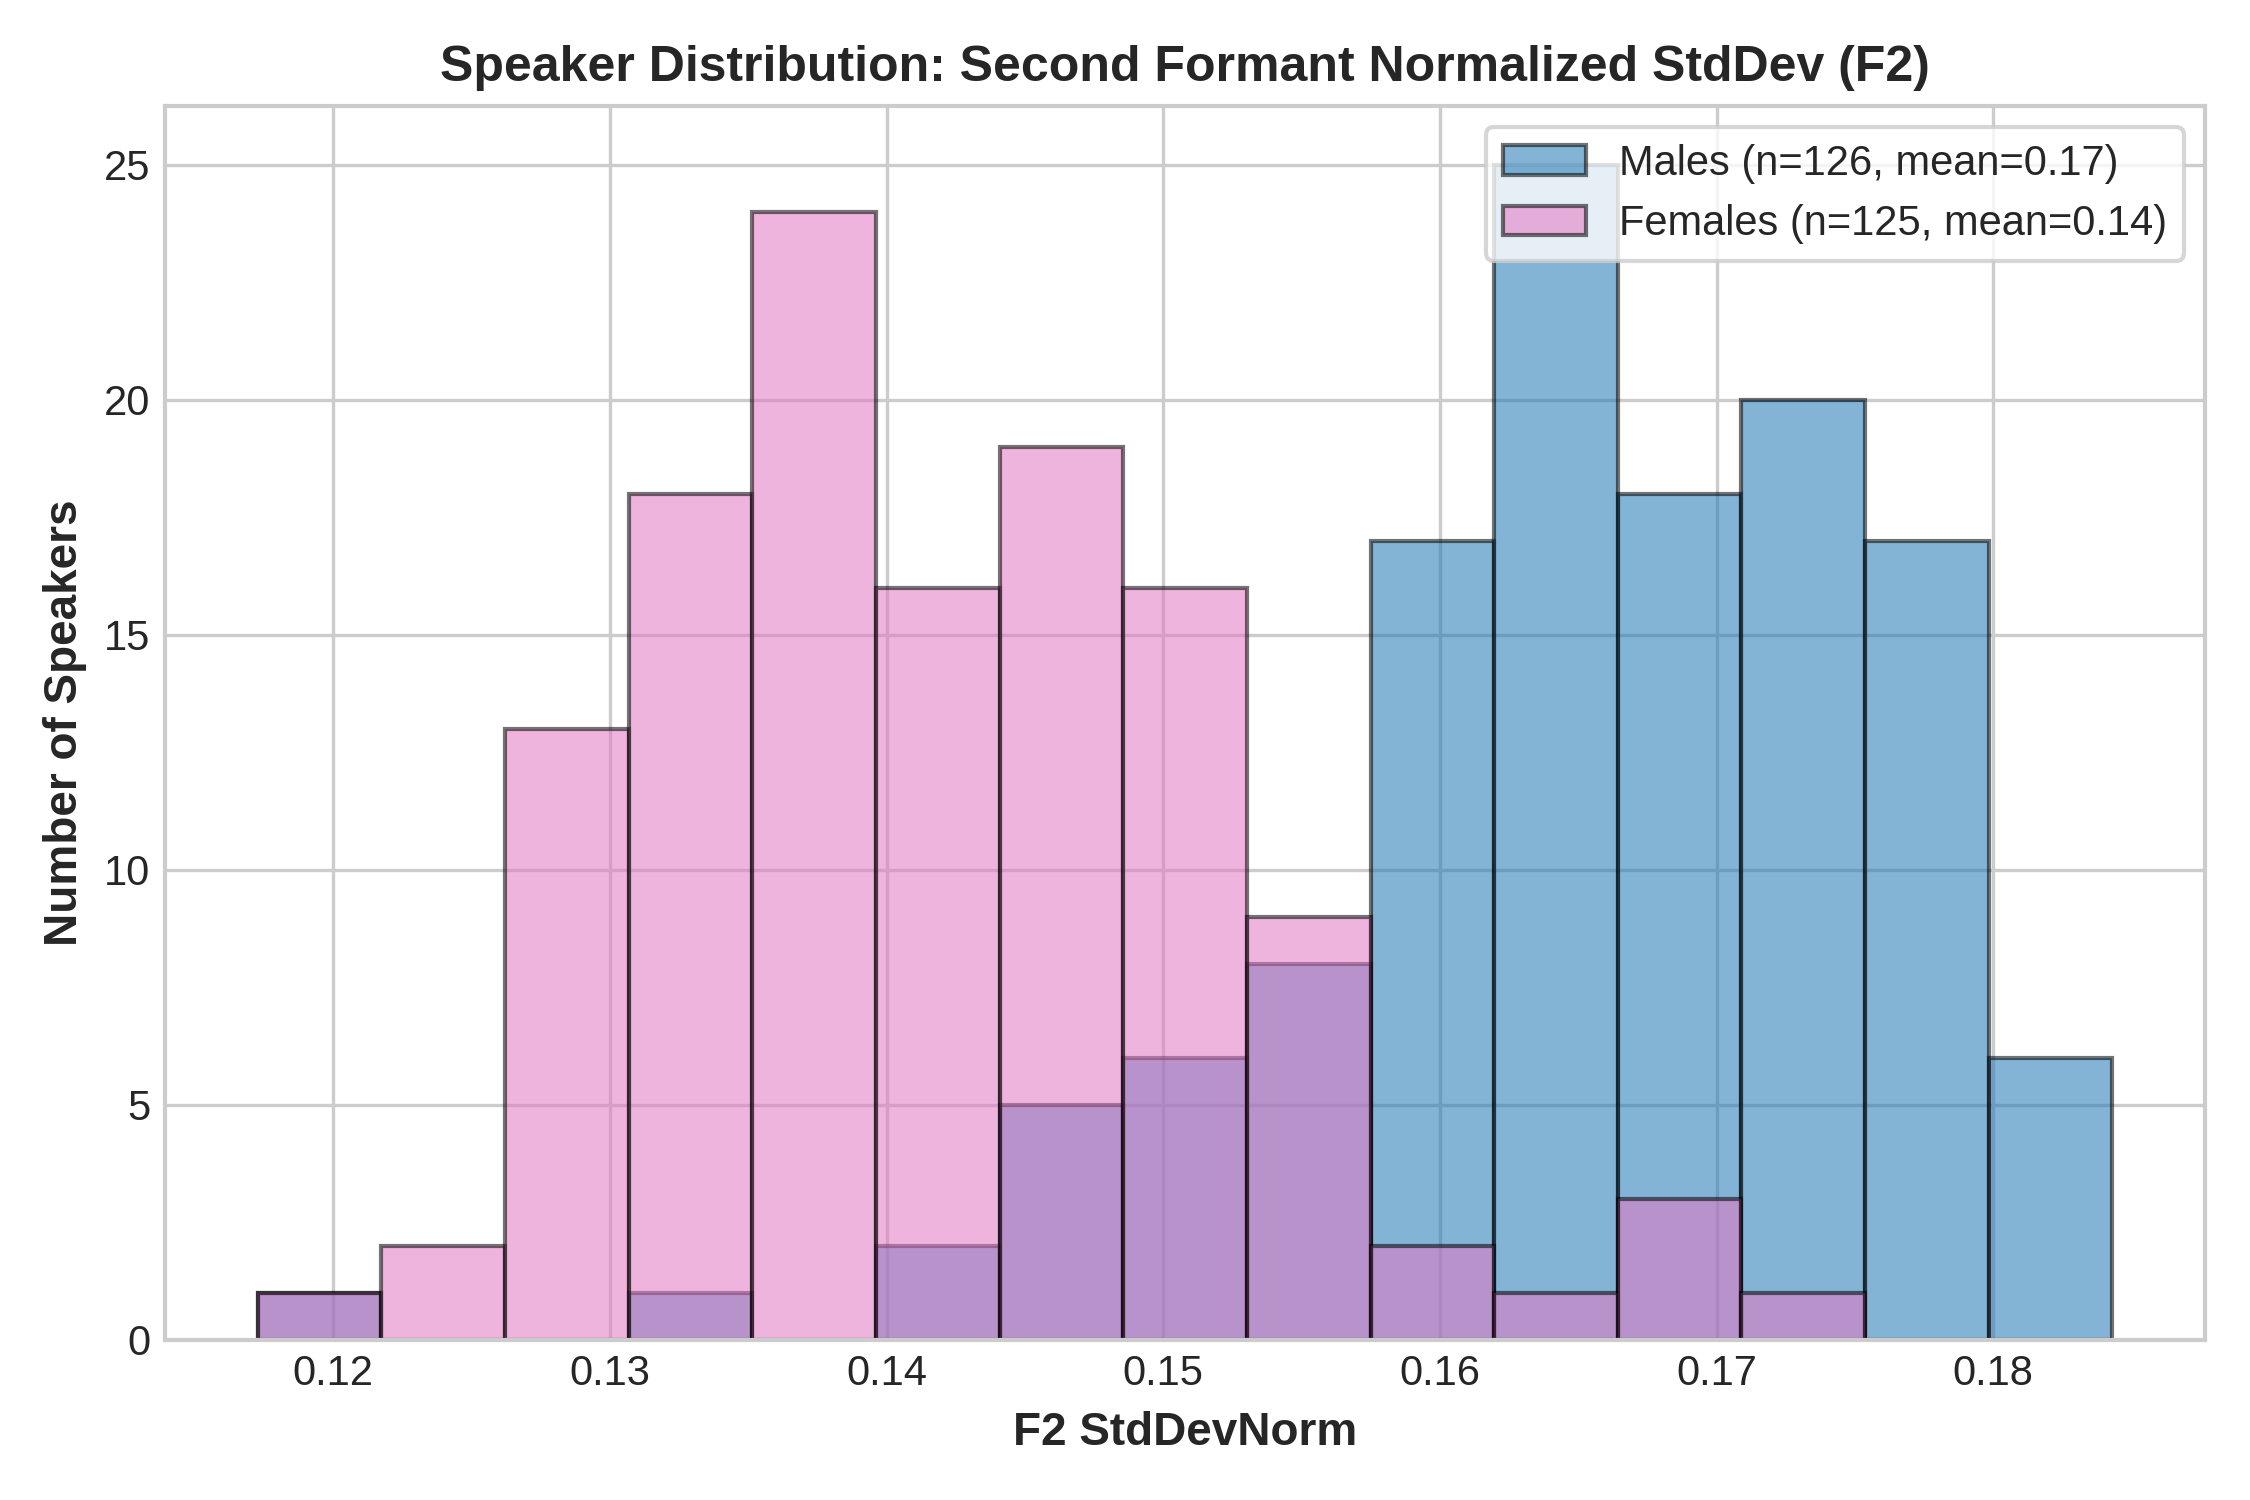 Speaker Distribution: Second Formant Normalized StdDev (F2)
Males (n=126, mean=0.17)
Females (n=125, mean=0.14)
Number of Speakers
25
20
15
10
5
0
0.12 0.13 0.14 0.15 0.16 0.17 0.18
F2 StdDevNorm